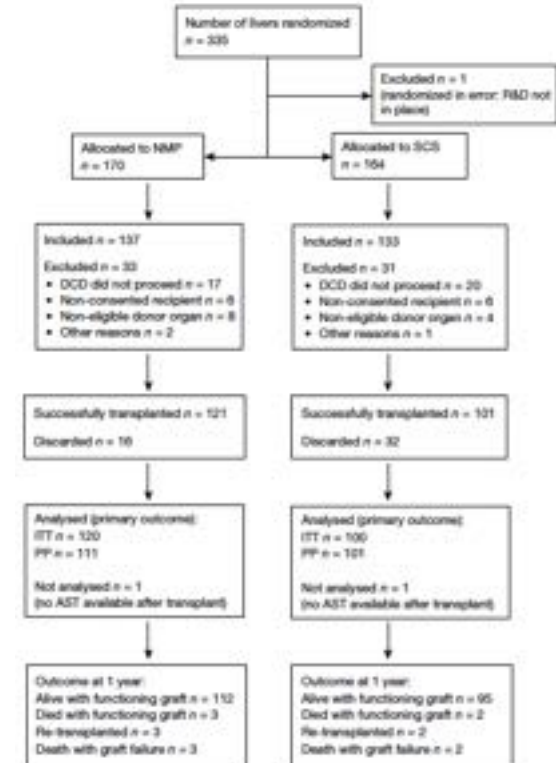 Number of livers randomized
n = 335
Excluded n = 1
(randomized in error: R&D not
in place)
Allocated to NMP
n = 170
Allocated to SCS
n = 164
Included n = 137
Excluded n = 33
• DCD did not proceed n = 17
• Non-consented recipient n = 6
• Non-eligible donor organ n = 8
• Other reasons n = 2
Included n = 133
Excluded n = 31
• DCD did not proceed n = 20
• Non-consented recipient n = 6
• Non-eligible donor organ n = 4
• Other reasons n = 1
Successfully transplanted n = 121
Discarded n = 16
Successfully transplanted n = 101
Discarded n = 32
Analysed (primary outcome):
ITT n = 120
PP n = 111
Not analysed n = 1
(no AST available after transplant)
Analysed (primary outcome):
ITT n = 100
PP n = 101
Not analysed n = 1
(no AST available after transplant)
Outcome at 1 year:
Alive with functioning graft n = 112
Died with functioning graft n = 3
Re-transplanted n = 3
Death with graft failure n = 3
Outcome at 1 year:
Alive with functioning graft n = 95
Died with functioning graft n = 2
Re-transplanted n = 2
Death with graft failure n = 2